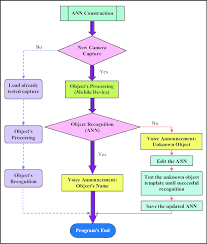 ANN Construction
New Camera
Capture
No
Yes
Load already
tested capture
Object's Processing
(Mobile Device)
Object's
Processing
Object Recognition
(ANN)
No
Yes
Voice Announcement:
Unknown Object
Edit the ANN
Object's
Recognition
Voice Announcement:
Object's Name
Test the unknown object
template until successful
recognition
Save the updated ANN
Program's End